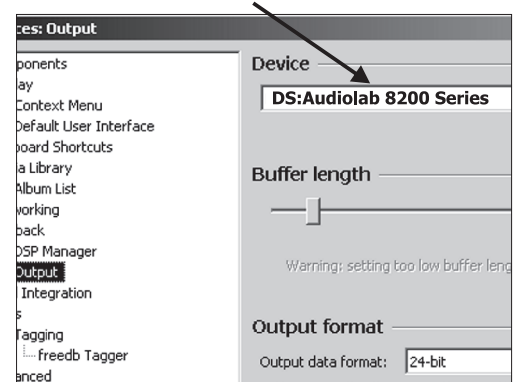 ces: Output
ponents
ay
Context Menu
Default User Interface
board Shortcuts
a Library
Album List
working
back
DSP Manager
Output
Integration
s
Tagging
freedb Tagger
anced
Device
DS:Audiolab 8200 Series
Buffer length
Warning: setting too low buffer leng
Output format
Output data format: 24-bit